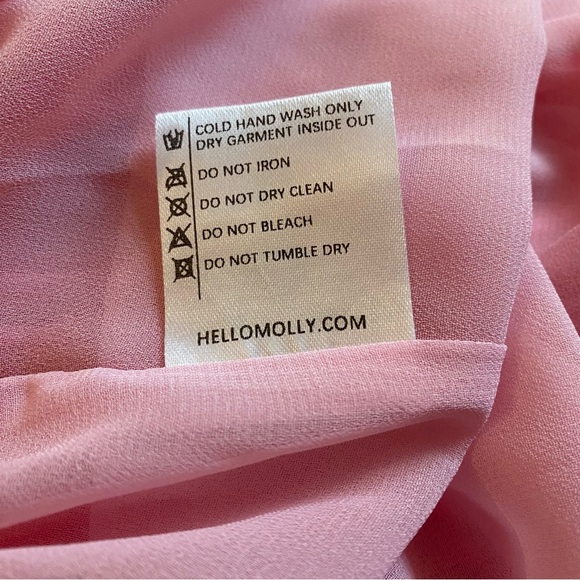 COLD HAND WASH ONLY
DRY GARMENT INSIDE OUT
DO NOT IRON
DO NOT DRY CLEAN
DO NOT BLEACH
DO NOT TUMBLE DRY
HELLOMOLLY.COM